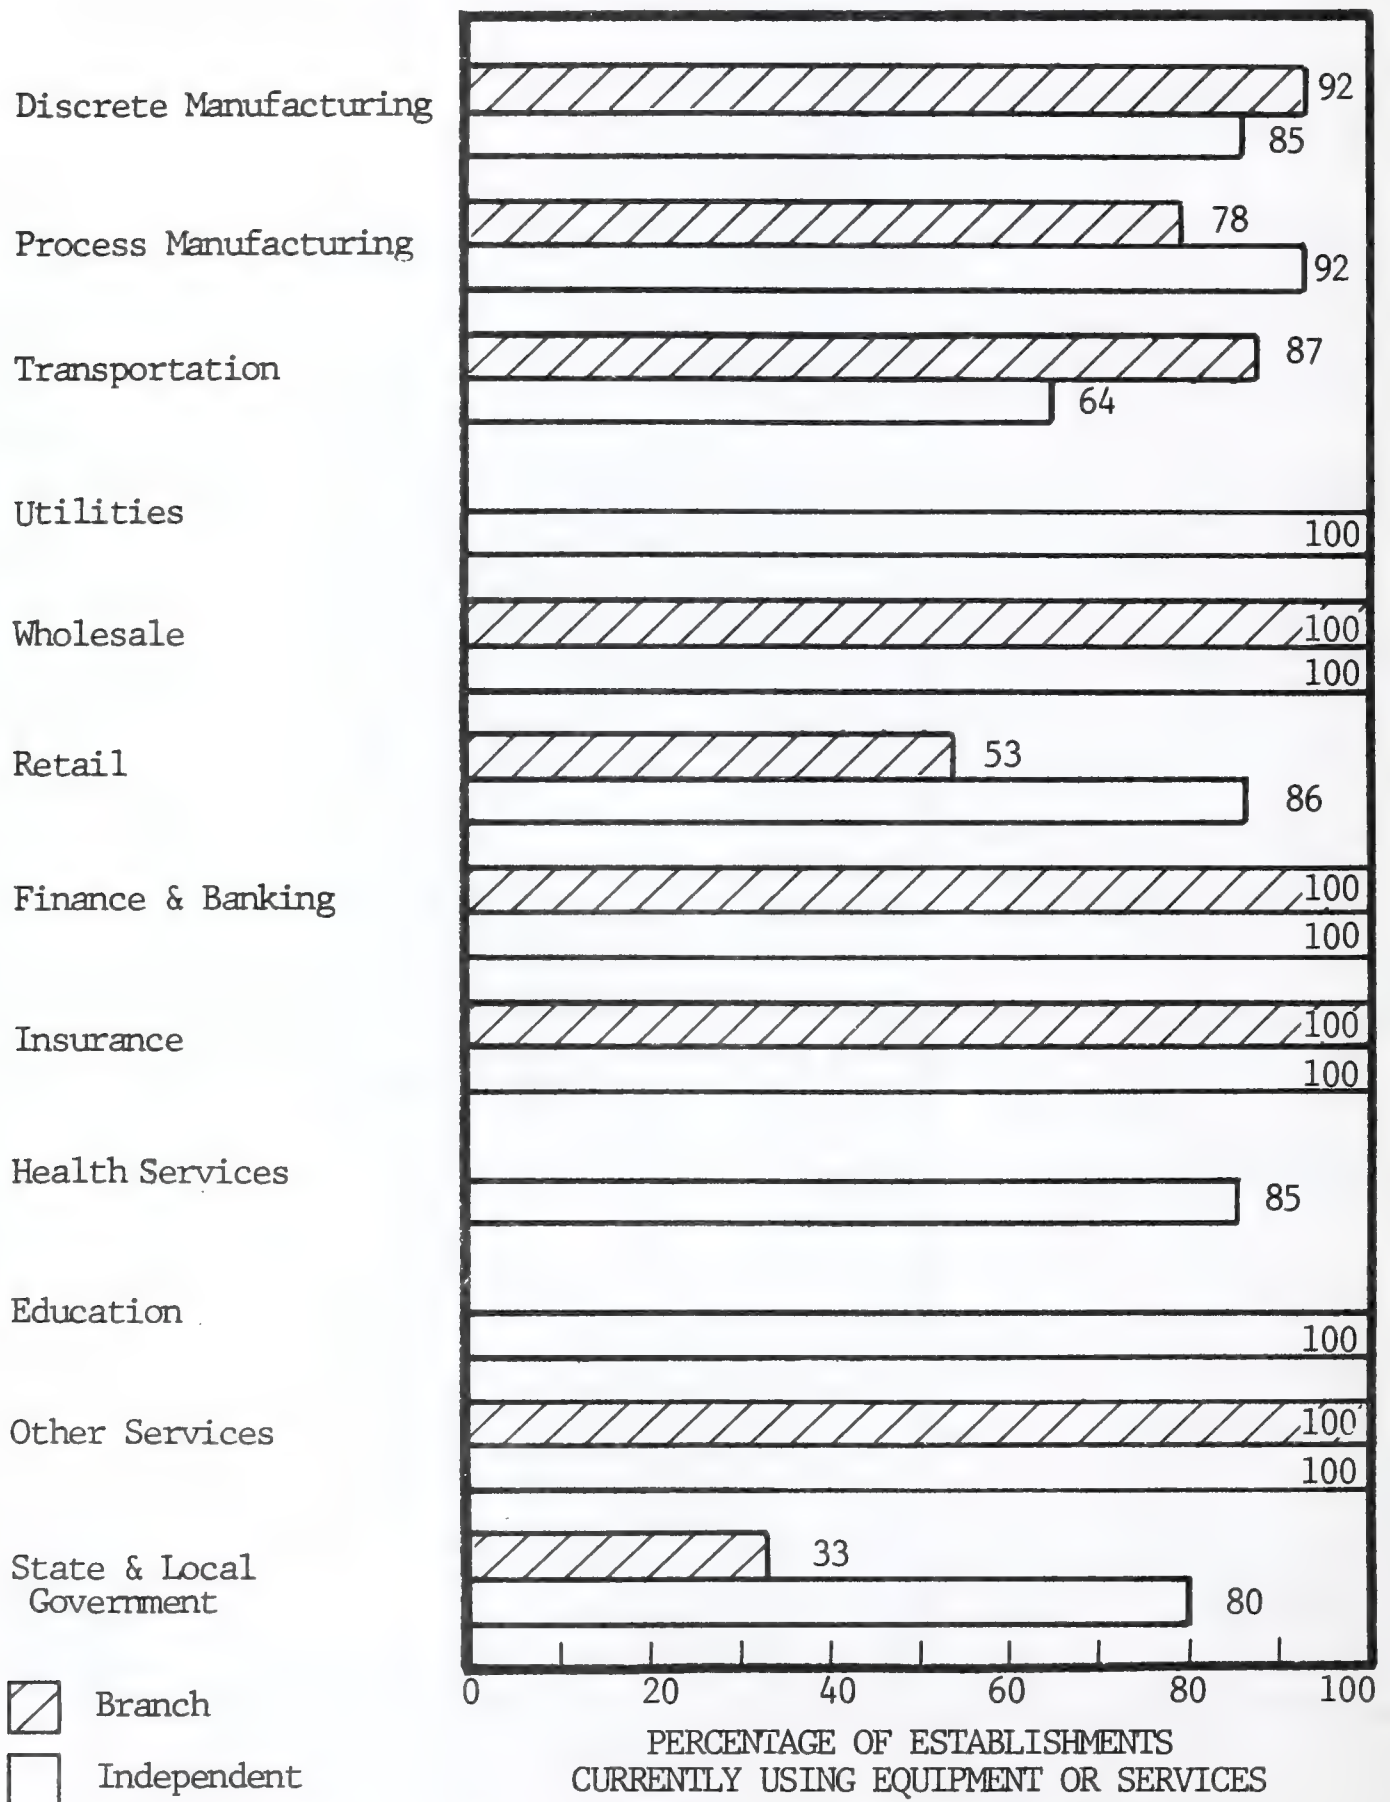 Discrete Manufacturing
92
85
Process Manufacturing
78
92
Transportation
87
64
Utilities
100
Wholesale
100
100
Retail
53
86
Finance & Banking
100
100
Insurance
100
100
Health Services
85
Education
100
Other Services
100
100
State & Local
Government
33
80
0 20 40 60 80 100
Branch
Independent
PERCENTAGE OF ESTABLISHMENTS
CURRENTLY USING EQUIPMENT OR SERVICES